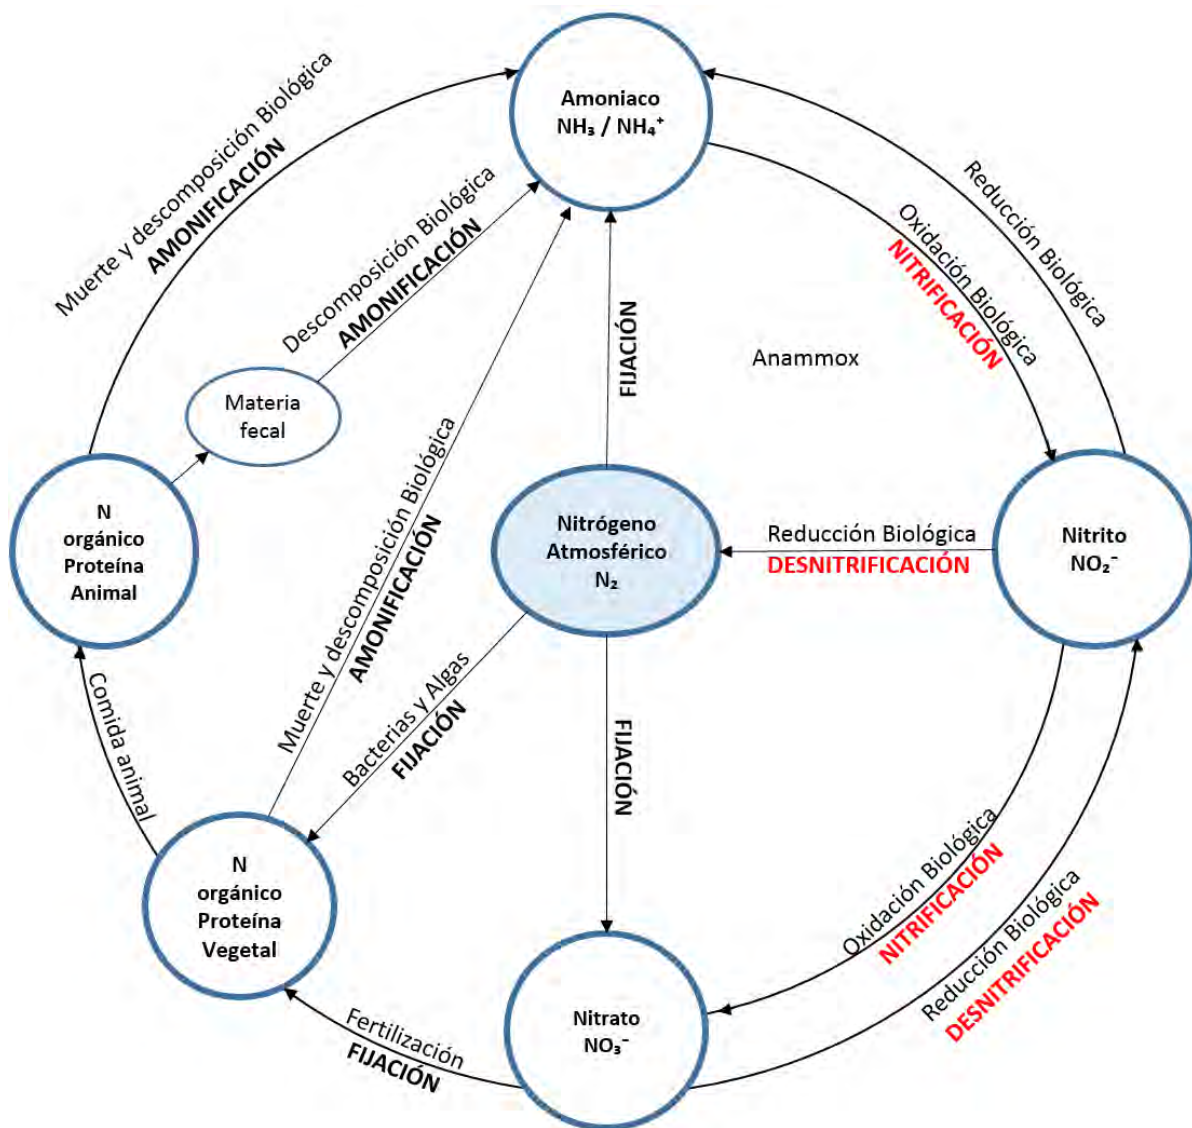 Amoniaco
NH₃ / NH₄⁺
Muerte y descomposición Biológica
AMONIFICACIÓN
Descomposición Biológica
AMONIFICACIÓN
Reducción Biológica
Oxidación Biológica
NITRIFICACIÓN
FIJACIÓN
Anammox
Materia
fecal
Muerte y descomposición Biológica
AMONIFICACIÓN
N
orgánico
Proteína
Animal
Nitrógeno
Atmosférico
N₂
Reducción Biológica
DESNITRIFICACIÓN
Nitrito
NO₂⁻
Comida animal
Bacterias y Algas
FIJACIÓN
FIJACIÓN
Oxidación Biológica
NITRIFICACIÓN
Reducción Biológica
DESNITRIFICACIÓN
N
orgánico
Proteína
Vegetal
Fertilización
FIJACIÓN
Nitrato
NO₃⁻